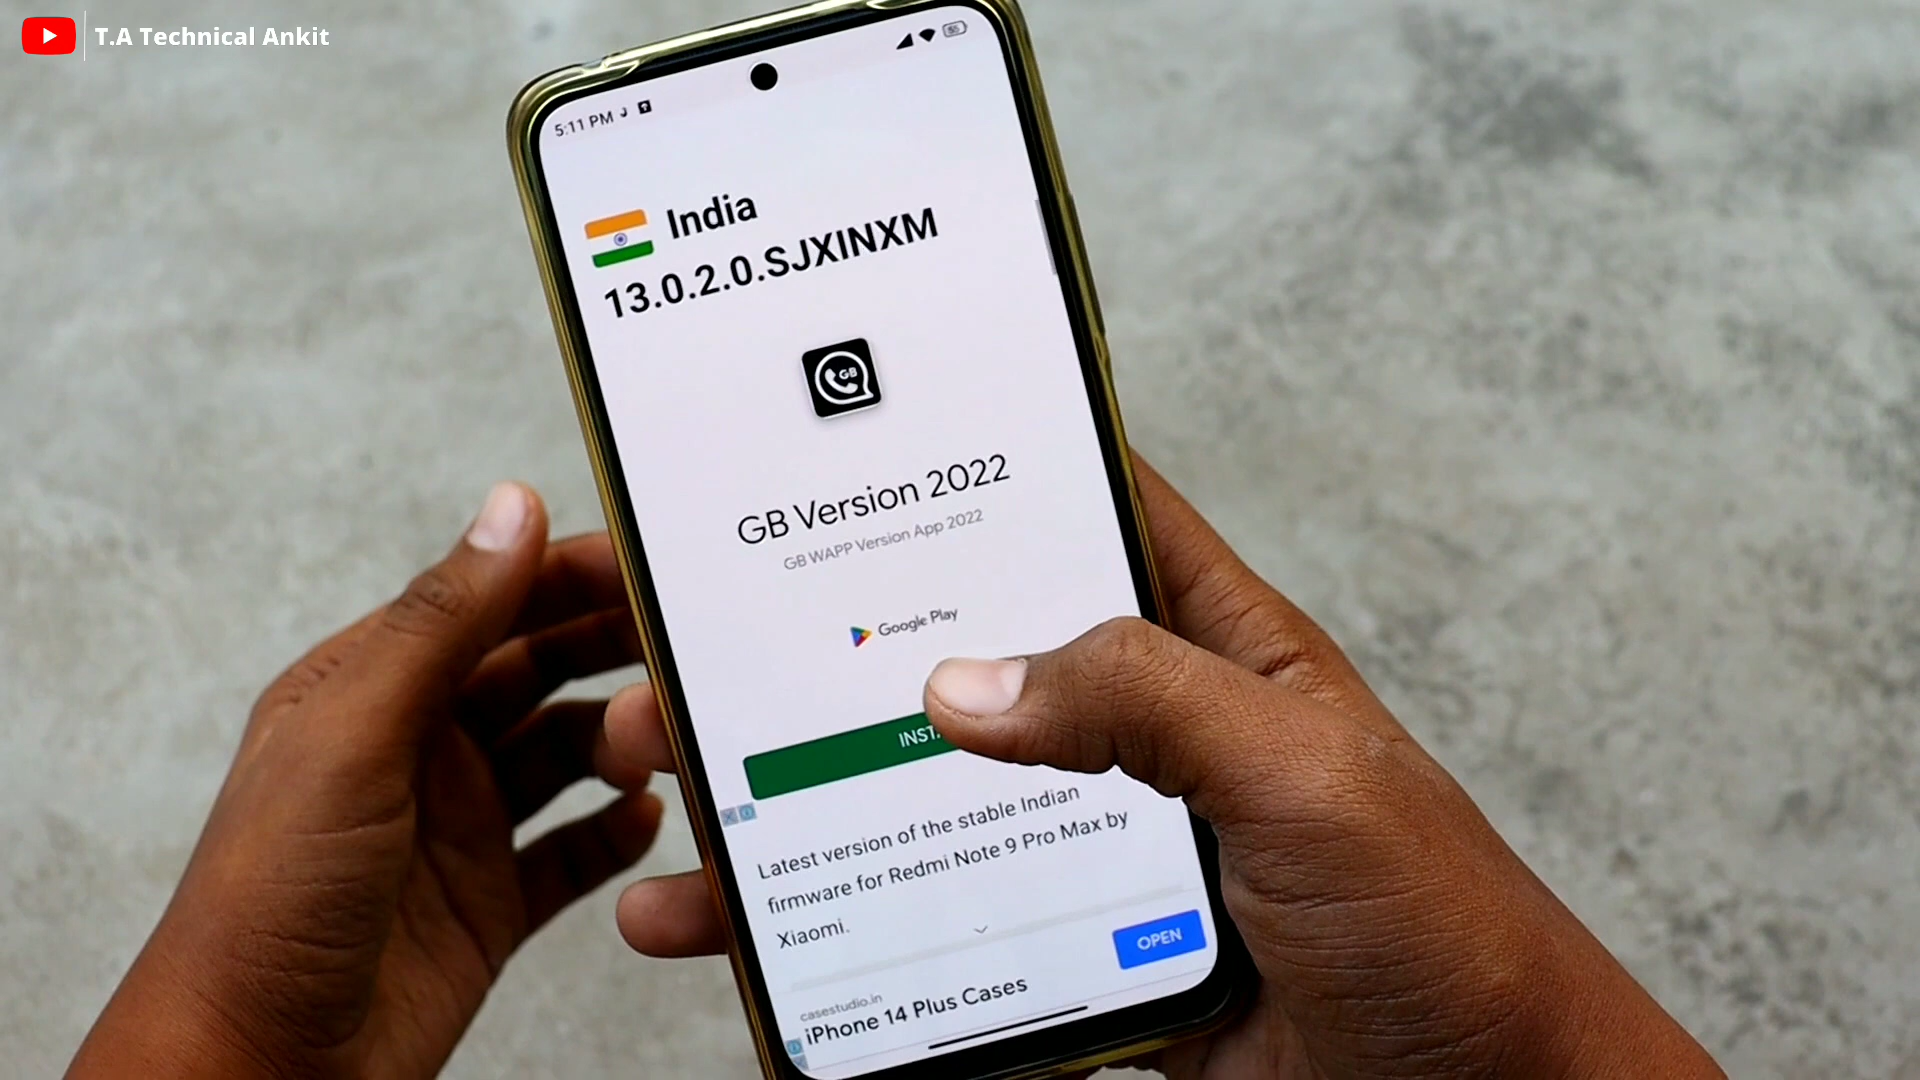 T.A Technical Ankit
5:11 PM
India
13.0.2.0.SJXINXM
GB
GB Version 2022
GB WAPP Version App 2022
Google Play
Latest version of the stable Indian
firmware for Redmi Note 9 Pro Max by
Xiaomi.
OPEN
casestudio.in
iPhone 14 Plus Cases